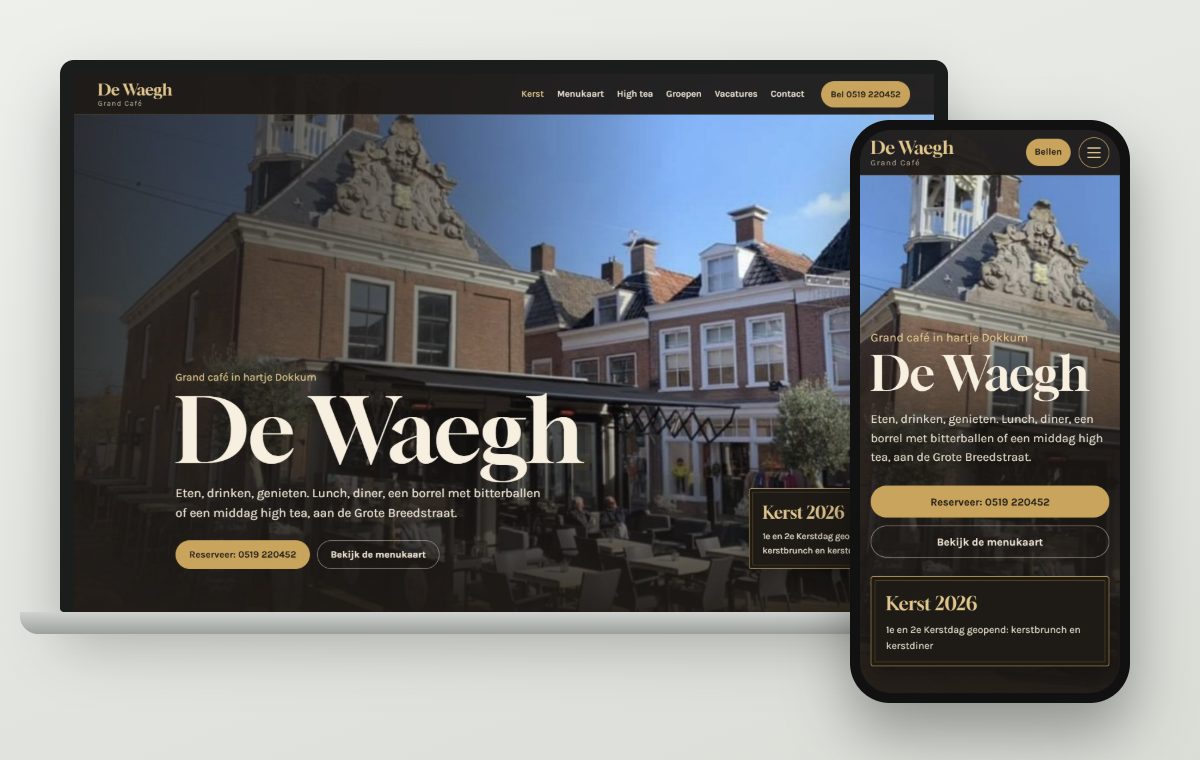 De Waegh
Grand Café
Kerst Menukaart High tea Groepen Vacatures Contact Bel 0519 220452
Grand café in hartje Dokkum
De Waegh
Eten, drinken, genieten. Lunch, diner, een borrel met bitterballen
of een middag high tea, aan de Grote Breedstraat.
Reserveer: 0519 220452 Bekijk de menukaart
Kerst 2026
1e en 2e Kerstdag
kerstbrunch en
De Waegh
Grand Café
Bellen
Grand café in hartje Dokkum
De Waegh
Eten, drinken, genieten. Lunch, diner, een
borrel met bitterballen of een middag high
tea, aan de Grote Breedstraat.
Reserveer: 0519 220452
Bekijk de menukaart
Kerst 2026
1e en 2e Kerstdag geopend: kerstbrunch en
kerstdiner